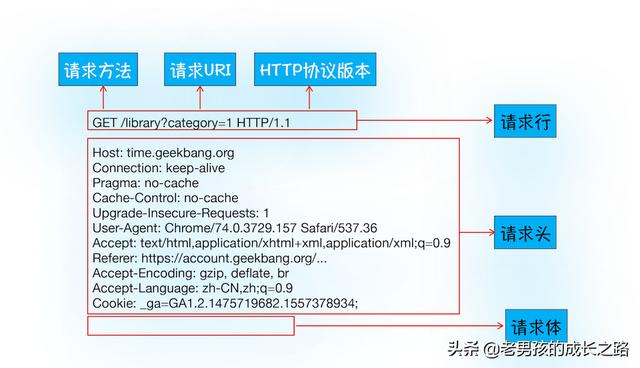 请求方法 请求URI HTTP协议版本
GET /library?category=1 HTTP/1.1
请求行
Host: time.geekbang.org
Connection: keep-alive
Pragma: no-cache
Cache-Control: no-cache
Upgrade-Insecure-Requests: 1
User-Agent: Chrome/74.0.3729.157 Safari/537.36
Accept: text/html,application/xhtml+xml,application/xml;q=0.9
Referer: https://account.geekbang.org/...
Accept-Encoding: gzip, deflate, br
Accept-Language: zh-CN,zh;q=0.9
Cookie: _ga=GA1.2.1475719682.1557378934;
请求头
请求体
头条 @老男孩的成长之路